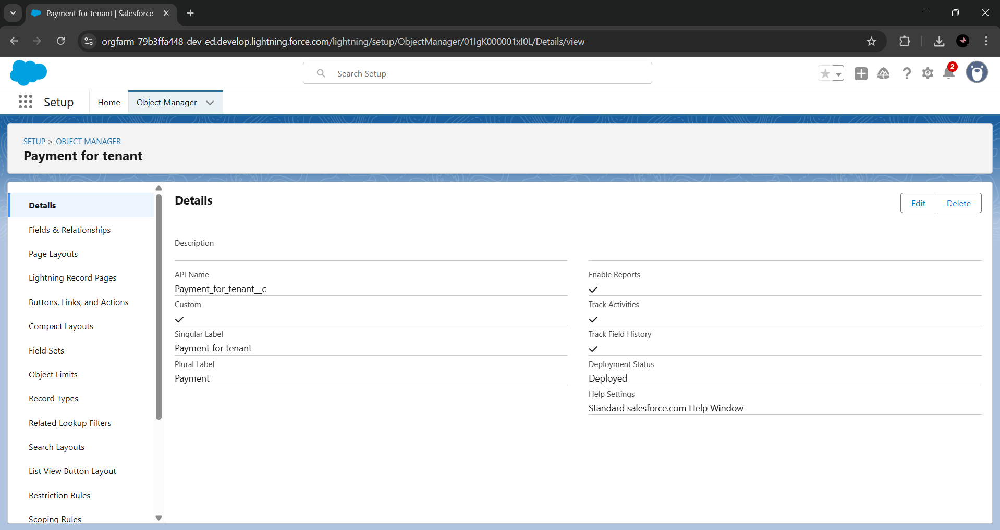 Payment for tenant | Salesforce
orgfarm-79b3ffa448-dev-ed.develop.lightning.force.com/lightning/setup/ObjectManager/01IgK000001xI0L/Details/view
Search Setup
2
Setup
Home
Object Manager
SETUP > OBJECT MANAGER
Payment for tenant
Details
Fields & Relationships
Page Layouts
Lightning Record Pages
Buttons, Links, and Actions
Compact Layouts
Field Sets
Object Limits
Record Types
Related Lookup Filters
Search Layouts
List View Button Layout
Restriction Rules
Scoping Rules
Details
Edit
Delete
Description
API Name
Payment_for_tenant__c
Custom
Singular Label
Payment for tenant
Plural Label
Payment
Enable Reports
Track Activities
Track Field History
Deployment Status
Deployed
Help Settings
Standard salesforce.com Help Window